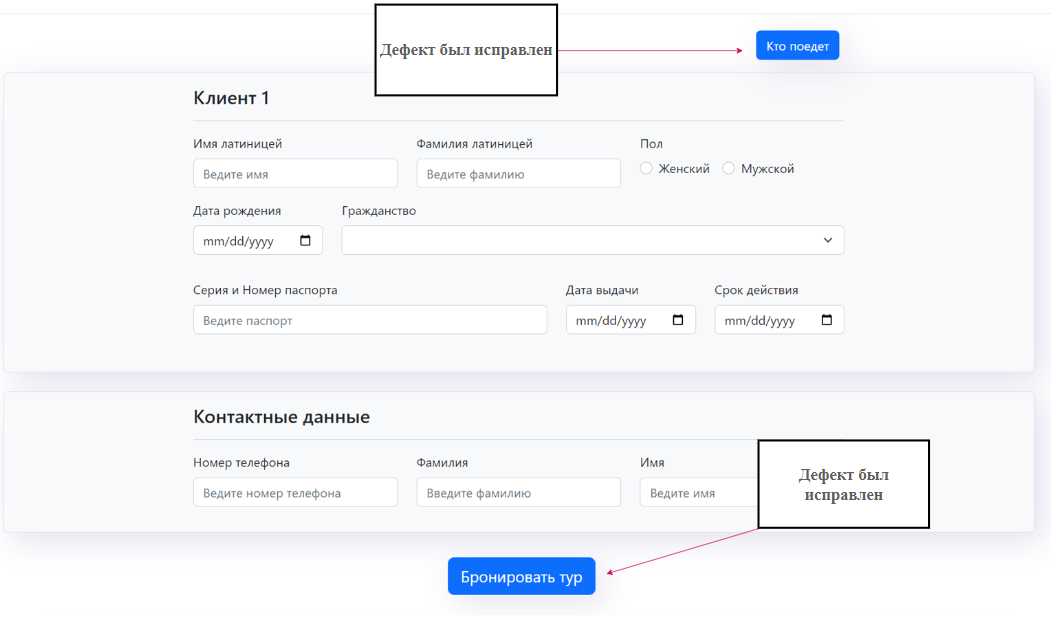 Дефект был исправлен
Кто поедет
Клиент 1
Имя латиницей
Фамилия латиницей
Пол
Ведите имя
Ведите фамилию
Женский
Мужской
Дата рождения
Гражданство
mm/dd/yyyy
Серия и Номер паспорта
Дата выдачи
Срок действия
Ведите паспорт
mm/dd/yyyy
mm/dd/yyyy
Контактные данные
Номер телефона
Фамилия
Имя
Ведите номер телефона
Введите фамилию
Ведите имя
Дефект был
исправлен
Бронировать тур